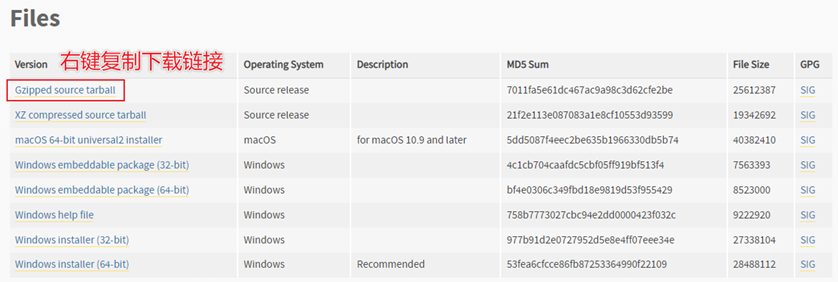 Files
右键复制下载链接
Version Operating System Description MD5 Sum File Size GPG
Gzipped source tarball Source release 7011fa5e61dc467ac9a98c3d62cfe2be 25612387 SIG
XZ compressed source tarball Source release 21f2e113e087083a1e8cf10553d93599 19342692 SIG
macOS 64-bit universal2 installer macOS for macOS 10.9 and later 5dd5087f4eec2be635b1966330db5b74 40382410 SIG
Windows embeddable package (32-bit) Windows 4c1cb704caafdc5cbf05ff919bf513f4 7563393 SIG
Windows embeddable package (64-bit) Windows bf4e0306c349fbd18e9819d53f955429 8523000 SIG
Windows help file Windows 758b7773027cbc94e2dd0000423f032c 9222920 SIG
Windows installer (32-bit) Windows 977b91d2e0727952d5e8e4ff07eee34e 27338104 SIG
Windows installer (64-bit) Windows Recommended 53fea6cfcce86fb87253364990f22109 28488112 SIG